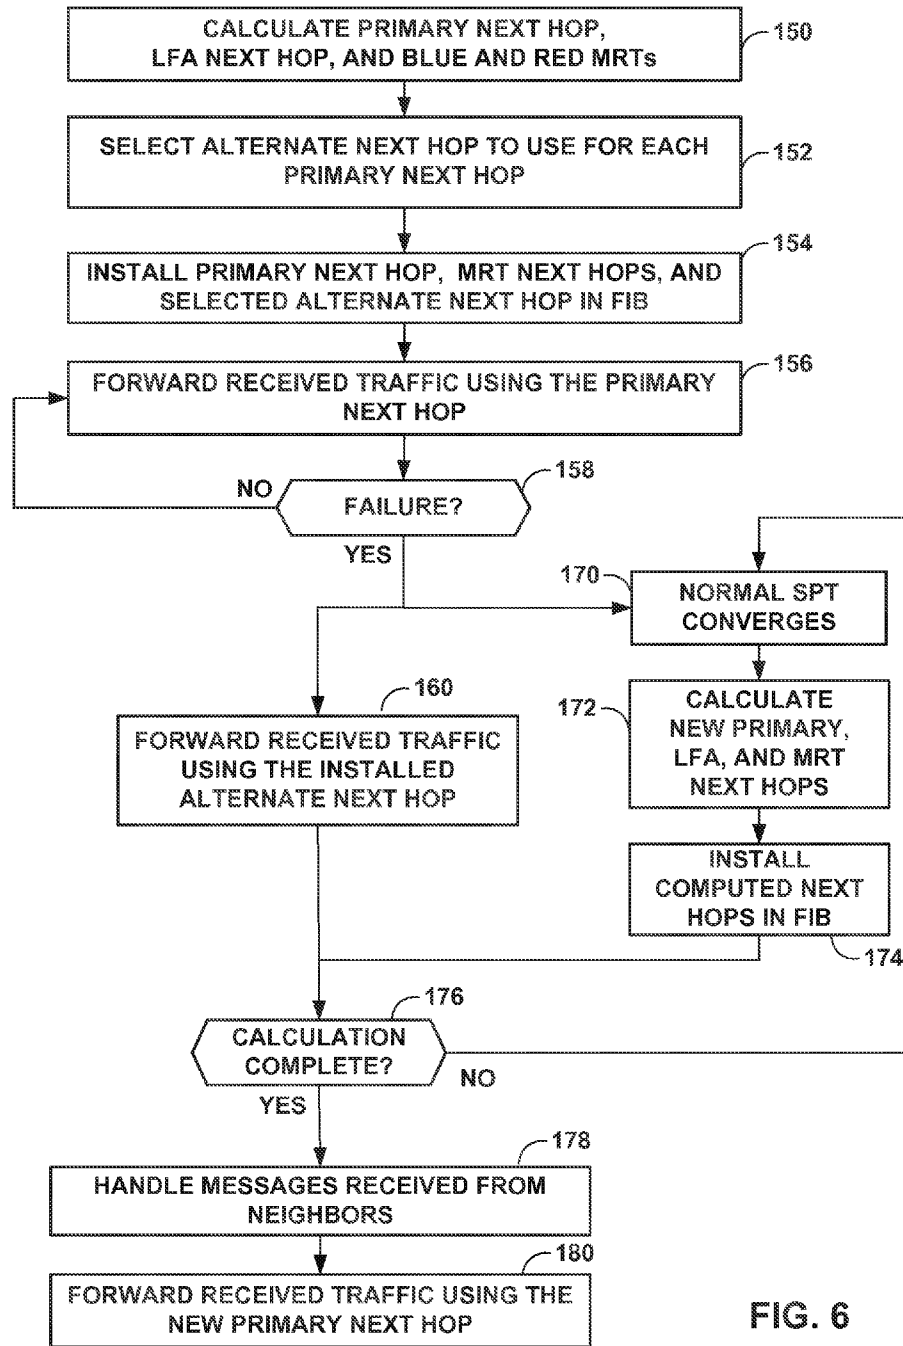 CALCULATE PRIMARY NEXT HOP,
LFA NEXT HOP, AND BLUE AND RED MRTs
150
SELECT ALTERNATE NEXT HOP TO USE FOR EACH
PRIMARY NEXT HOP
152
154
INSTALL PRIMARY NEXT HOP, MRT NEXT HOPS, AND
SELECTED ALTERNATE NEXT HOP IN FIB
156
FORWARD RECEIVED TRAFFIC USING THE PRIMARY
NEXT HOP
158
NO
FAILURE?
YES
170
NORMAL SPT
CONVERGES
160
FORWARD RECEIVED TRAFFIC
USING THE INSTALLED
ALTERNATE NEXT HOP
172
CALCULATE
NEW PRIMARY,
LFA, AND MRT
NEXT HOPS
INSTALL
COMPUTED NEXT
HOPS IN FIB
174
176
CALCULATION
COMPLETE?
NO
YES
178
HANDLE MESSAGES RECEIVED FROM
NEIGHBORS
180
FORWARD RECEIVED TRAFFIC USING THE
NEW PRIMARY NEXT HOP
FIG. 6